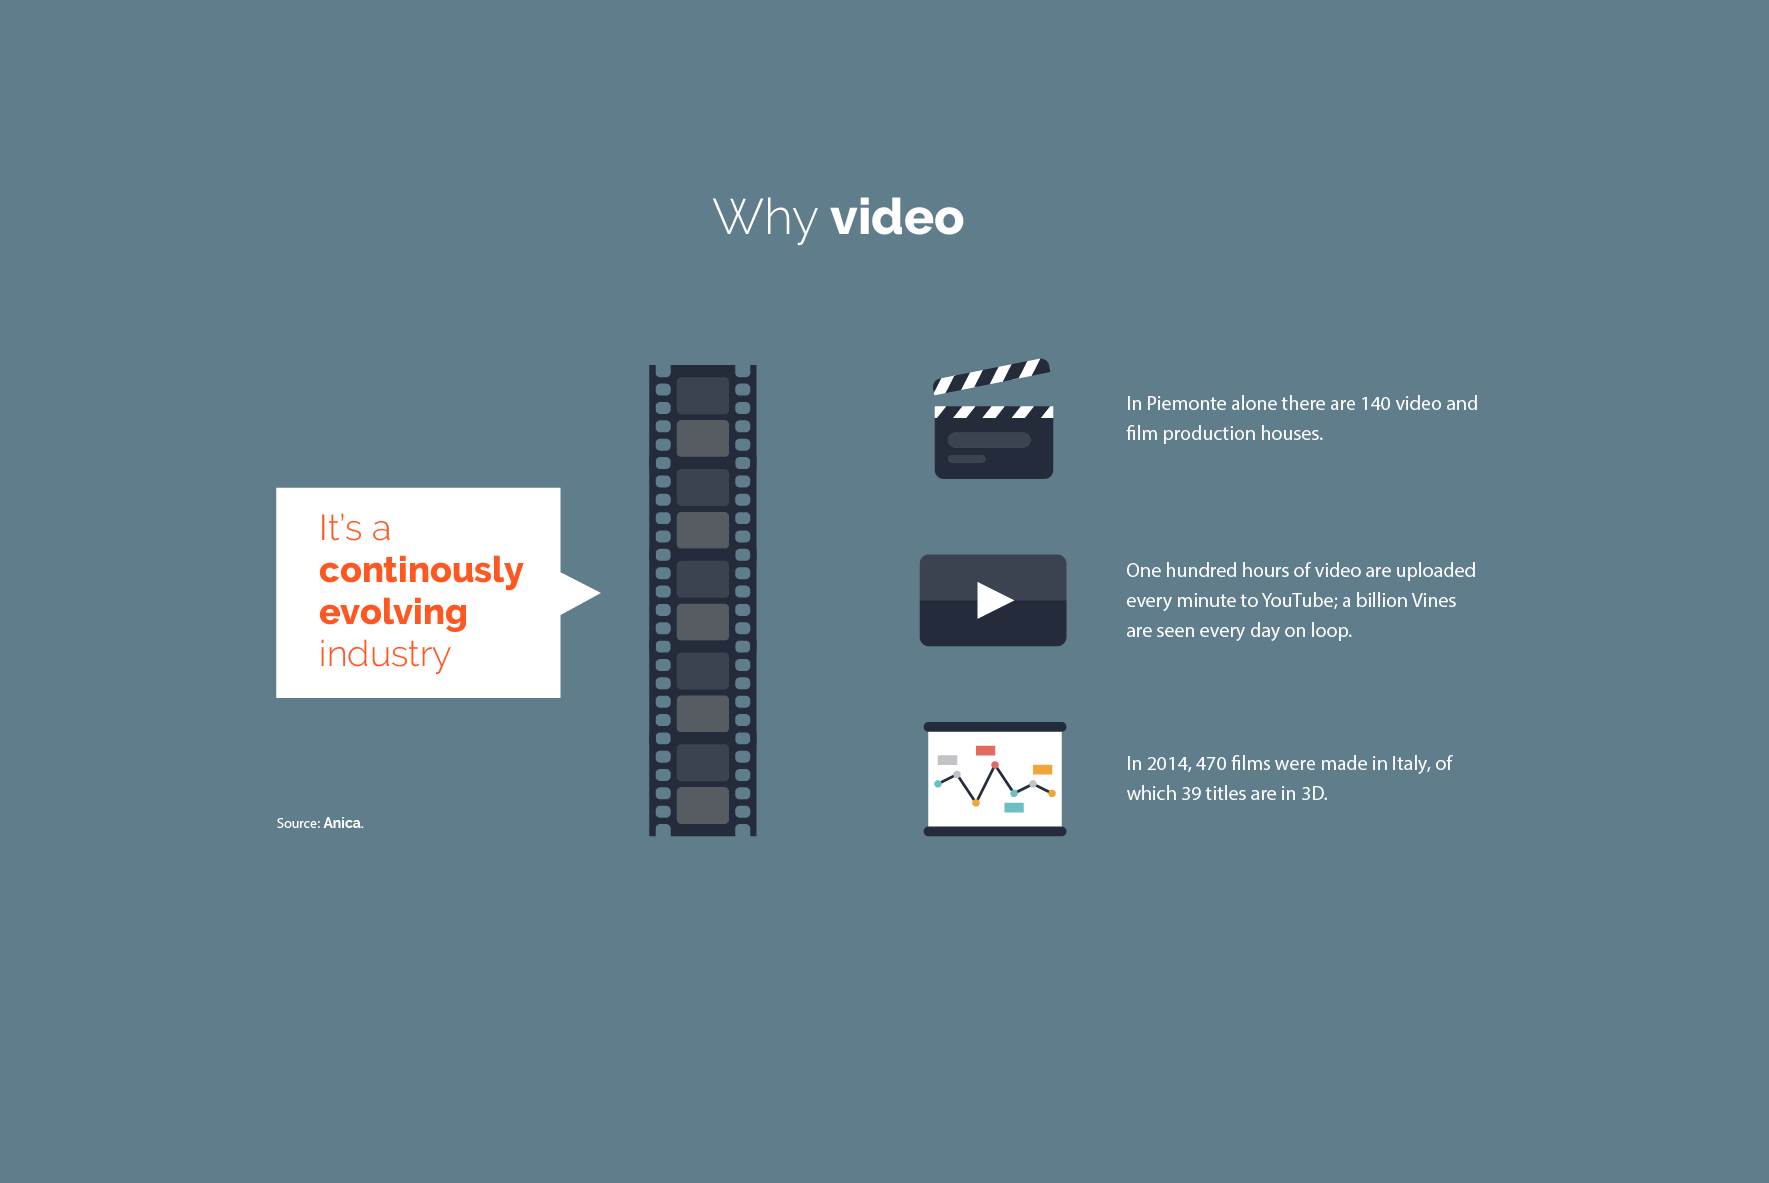 Why video
It's a
continously
evolving
industry
Source: Anica.
In Piemonte alone there are 140 video and
film production houses.
One hundred hours of video are uploaded
every minute to YouTube; a billion Vines
are seen every day on loop.
In 2014, 470 films were made in Italy, of
which 39 titles are in 3D.